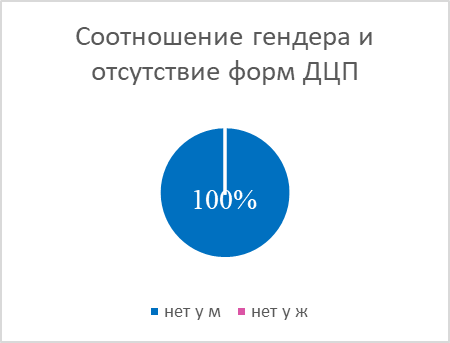 Соотношение гендера и
отсутствие форм ДЦП
100%
нет у м нет у ж